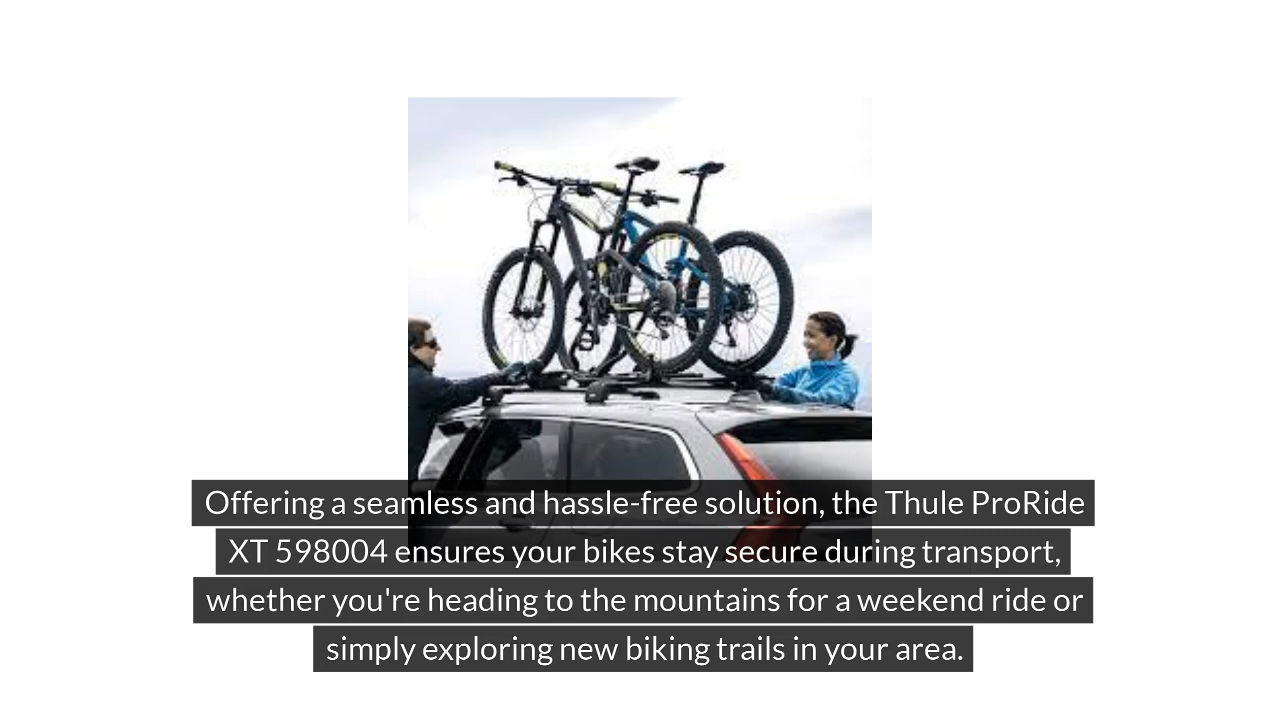 Offering a seamless and hassle-free solution, the Thule ProRide
XT 598004 ensures your bikes stay secure during transport,
whether you're heading to the mountains for a weekend ride or
simply exploring new biking trails in your area.